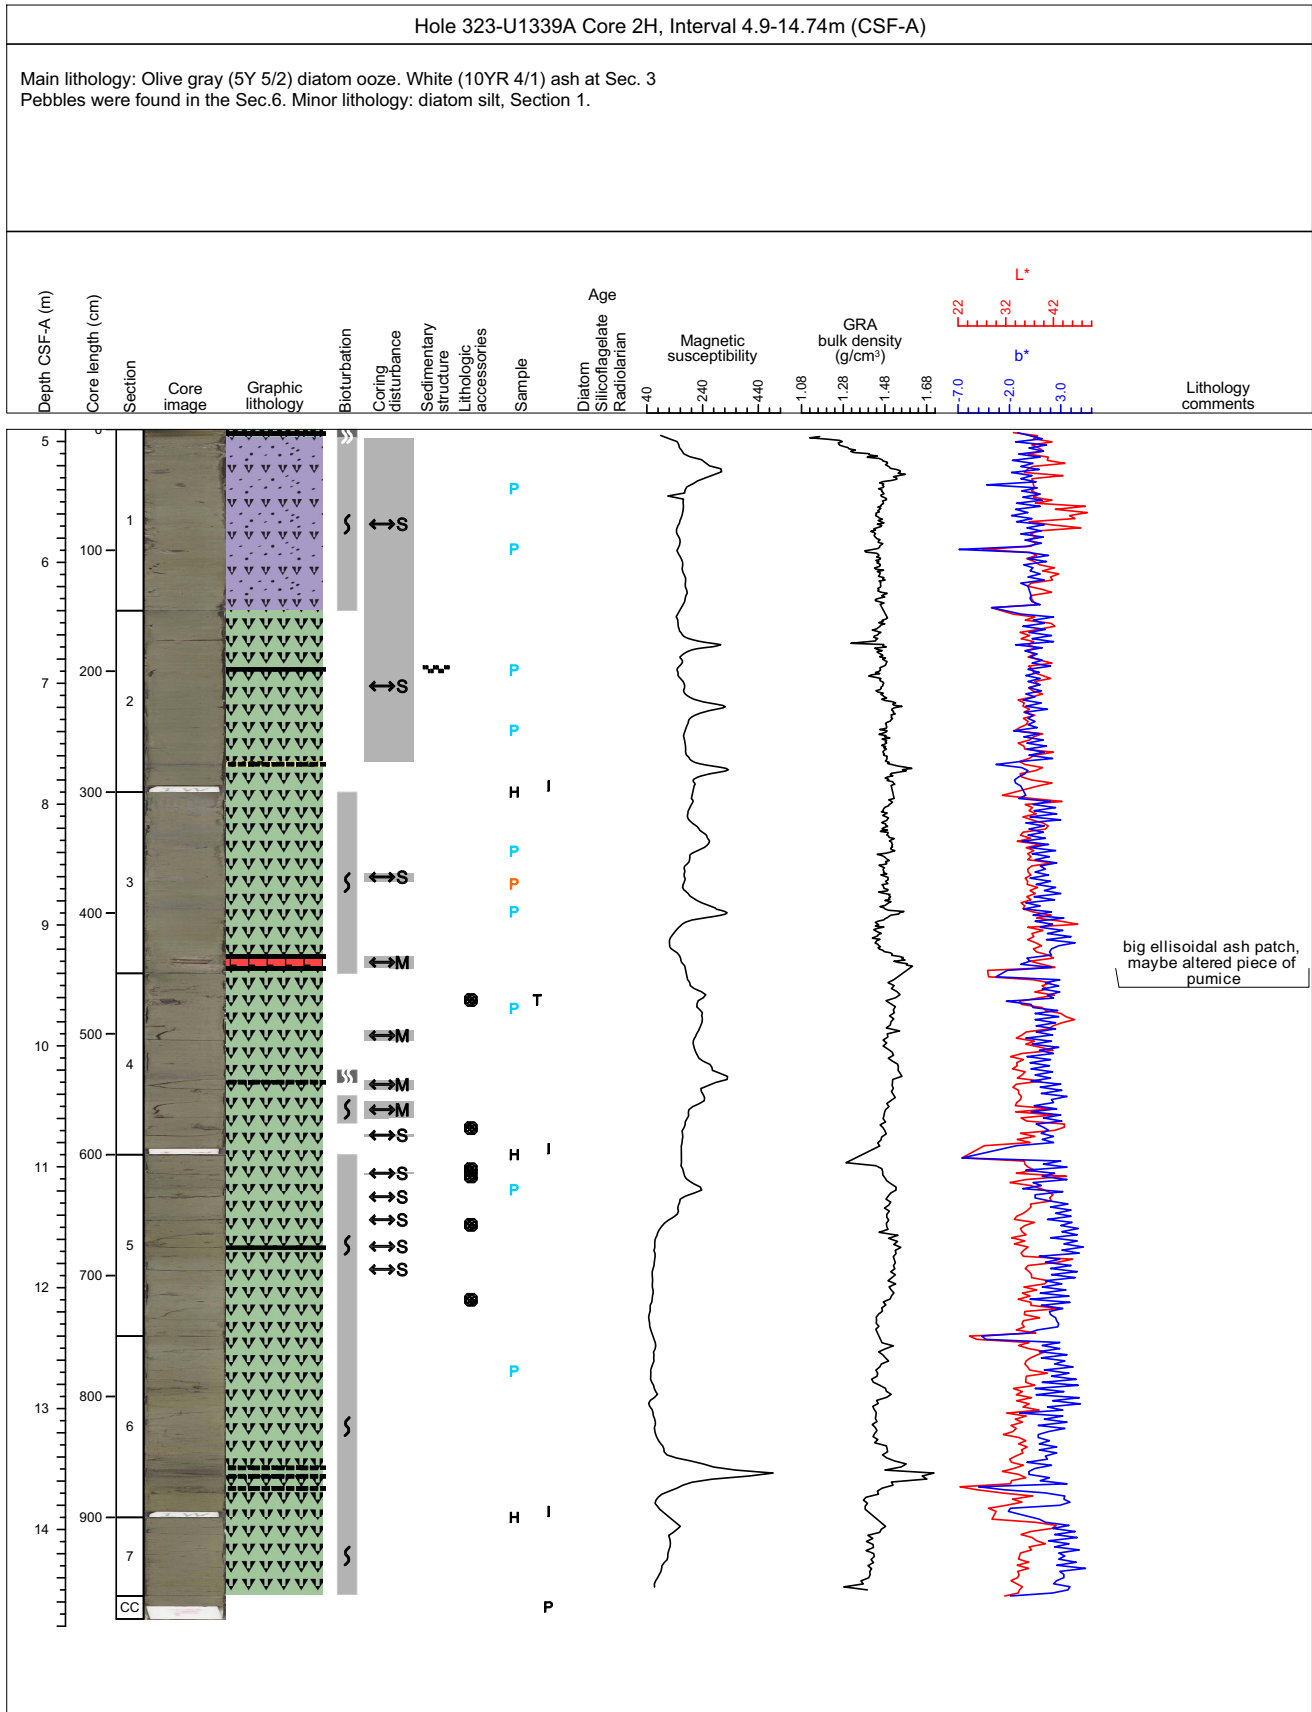 Hole 323-U1339A Core 2H, Interval 4.9-14.74m (CSF-A)
Main lithology: Olive gray (5Y 5/2) diatom ooze. White (10YR 4/1) ash at Sec. 3
Pebbles were found in the Sec.6. Minor lithology: diatom silt, Section 1.
Depth CSF-A (m)
Core length (cm)
Section
Core
image
Graphic
lithology
Bioturbation
Coring
disturbance
Sedimentary
structure
Lithologic
accessories
Sample
Age
Diatom
Silicoflagelate
Radiolarian
Magnetic
susceptibility
40 240 440
GRA
bulk density
(g/cm³)
1.08 1.28 1.48 1.68
L*
22 32 42
b*
-7.0 -2.0 3.0
Lithology
comments
5 0
P
1 S
100 P
6
200 P
7 S
2
P
300 H I
8
P
3 S P
400 P
9
M
big ellisoidal ash patch,
maybe altered piece of
pumice
T
P
500 M
10
4
M
M
S
600 H I
11
S
P
S
S
5 S
S
700
12
P
800
13
6
900 H I
14
7
CC P